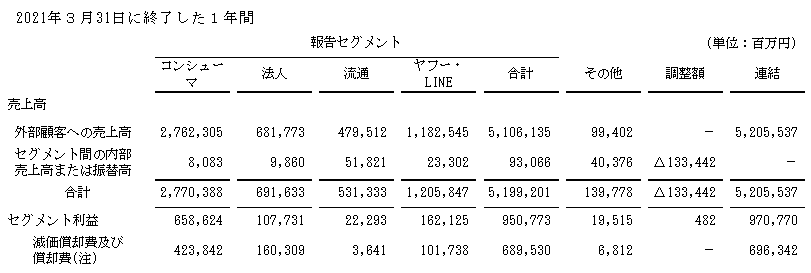 2021年3月31日に終了した1年間
報告セグメント (単位:百万円)
コンシューマ 法人 流通 ヤフー・LINE 合計 その他 調整額 連結
売上高
外部顧客への売上高 2,762,305 681,773 479,512 1,182,545 5,106,135 99,402 － 5,205,537
セグメント間の内部
売上高または振替高 8,083 9,860 51,821 23,302 93,066 40,376 △133,442 －
合計 2,770,388 691,633 531,333 1,205,847 5,199,201 139,778 △133,442 5,205,537
セグメント利益 658,624 107,731 22,293 162,125 950,773 19,515 482 970,770
減価償却費及び
償却費(注) 423,842 160,309 3,641 101,738 689,530 6,812 － 696,342